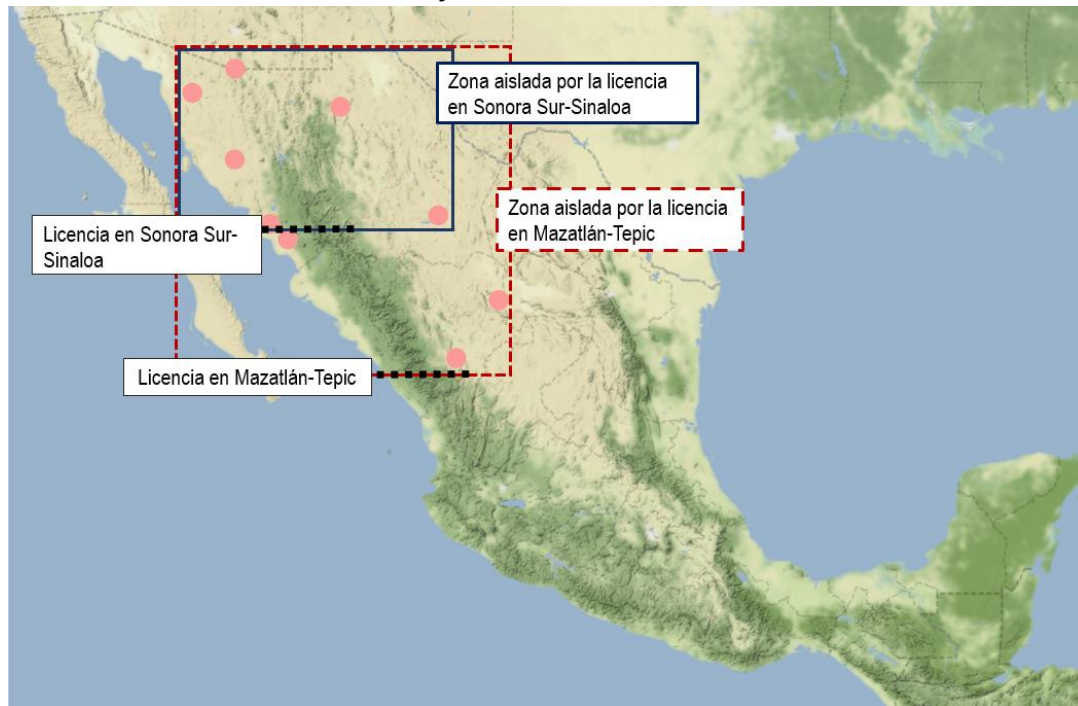 Zona aislada por la licencia
en Sonora Sur-Sinaloa
Zona aislada por la licencia
en Mazatlán-Tepic
Licencia en Sonora Sur-
Sinaloa
Licencia en Mazatlán-Tepic